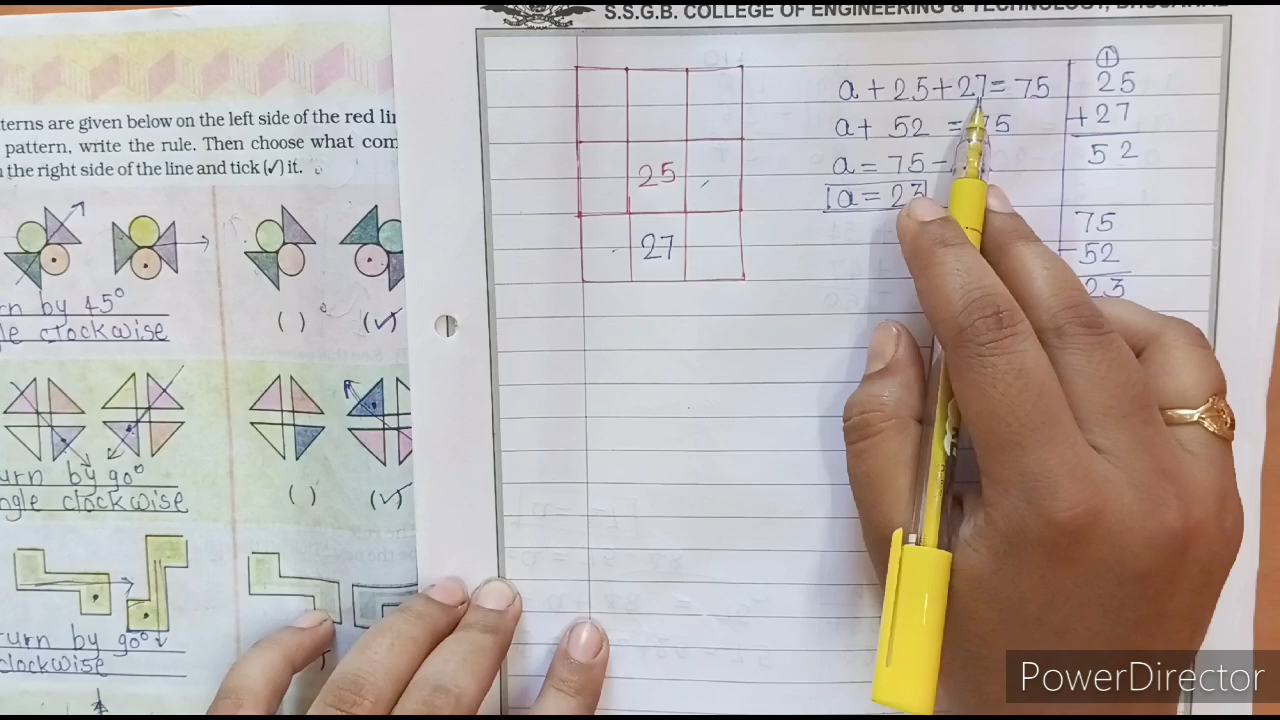 S.S.G.B. COLLEGE OF ENGINEERING & TECHNOLOGY,
terns are given below on the left side of the red
pattern, write the rule. Then choose what com
the right side of the line and tick (✓) it.
rn by 45°
gle clockwise
( ) (✓)
urn by 90°
ngle clockwise
( ) (✓)
urn by 90°
clockwise
25
27
a + 25 + 27 = 75
a + 52 = 75
a = 75 -
a = 23
1
25
+ 27
52
75
- 52
23
PowerDirector